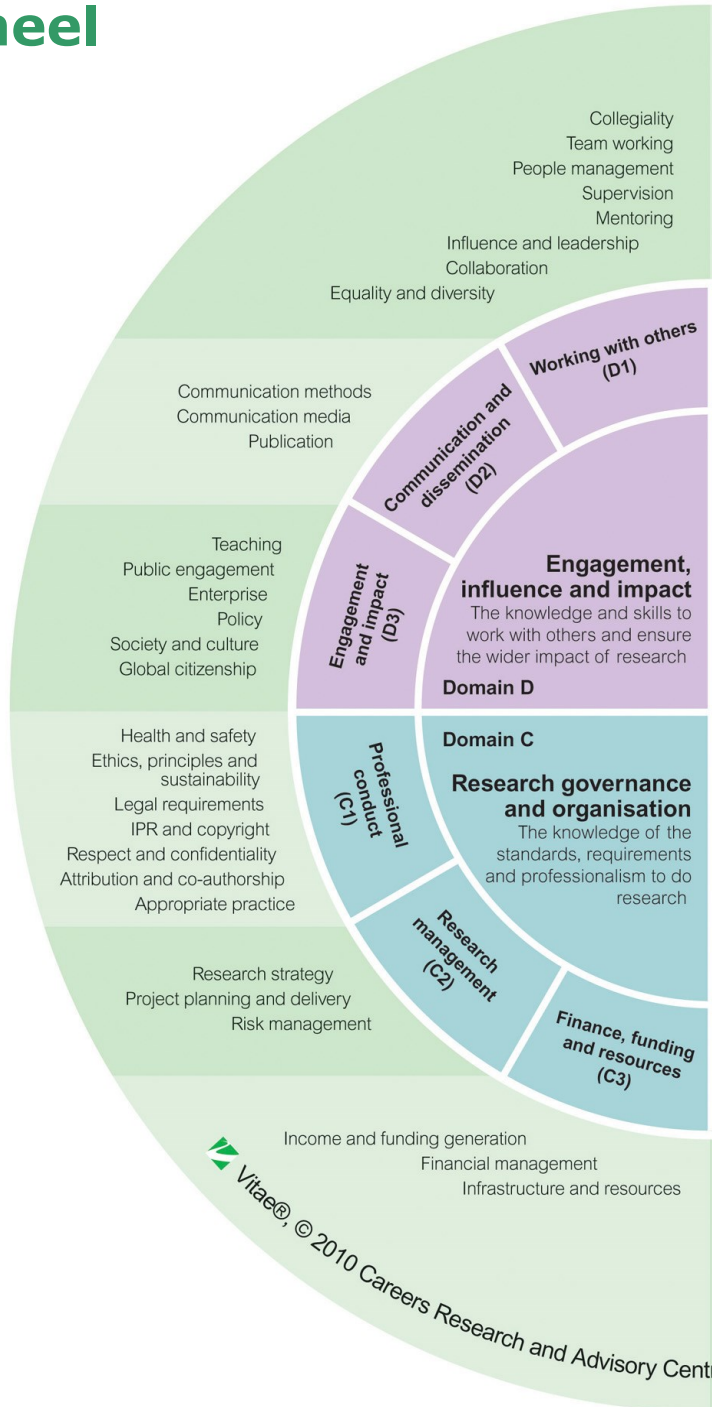 heel
Collegiality
Team working
People management
Supervision
Mentoring
Influence and leadership
Collaboration
Equality and diversity
Working with others
(D1)
Communication methods
Communication media
Publication
Communication and
dissemination
(D2)
Teaching
Public engagement
Enterprise
Policy
Society and culture
Global citizenship
Engagement
and impact
(D3)
Engagement,
influence and impact
The knowledge and skills to
work with others and ensure
the wider impact of research
Domain D
Domain C
Research governance
and organisation
The knowledge of the
standards, requirements
and professionalism to do
research
Health and safety
Ethics, principles and
sustainability
Legal requirements
IPR and copyright
Respect and confidentiality
Attribution and co-authorship
Appropriate practice
Professional
conduct
(C1)
Research strategy
Project planning and delivery
Risk management
Research
management
(C2)
Finance, funding
and resources
(C3)
Income and funding generation
Financial management
Infrastructure and resources
Vitae®, © 2010 Careers Research and Advisory Cent